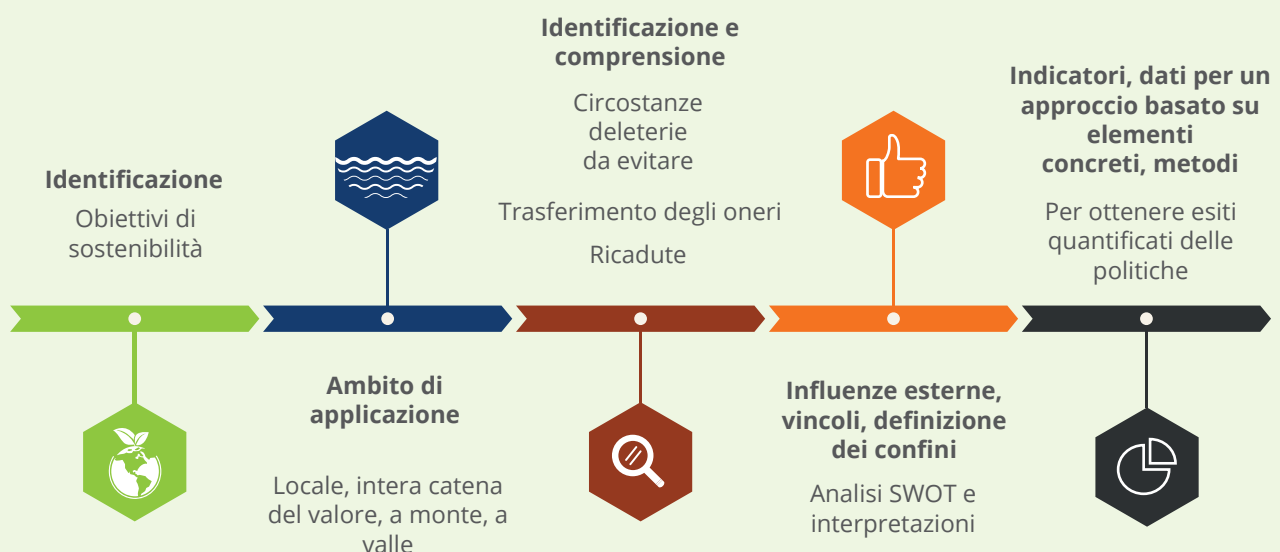 Identificazione
Obiettivi di
sostenibilità
Ambito di
applicazione
Locale, intera catena
del valore, a monte, a
valle
Identificazione e
comprensione
Circostanze
deleterie
da evitare
Trasferimento degli oneri
Ricadute
Influenze esterne,
vincoli, definizione
dei confini
Analisi SWOT e
interpretazioni
Indicatori, dati per un
approccio basato su
elementi
concreti, metodi
Per ottenere esiti
quantificati delle
politiche